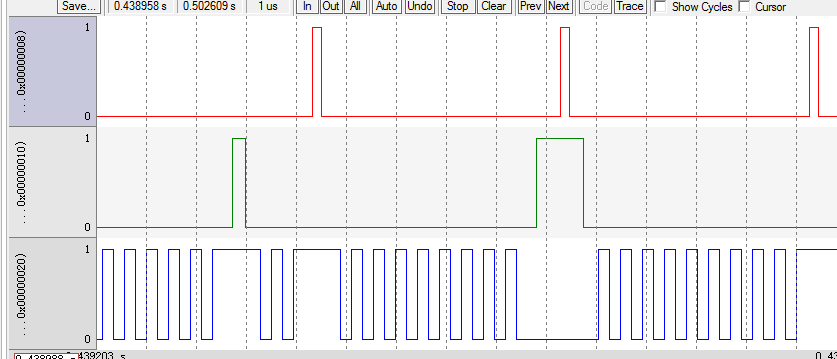 Save... 0.438958 s 0.502609 s 1 us In Out All Auto Undo Stop Clear Prev Next Code Trace Show Cycles Cursor
1
... 0x00000008)
0
1
... 0x00000010)
0
1
... 0x00000020)
0
0.438988 s 439203 s 0.43